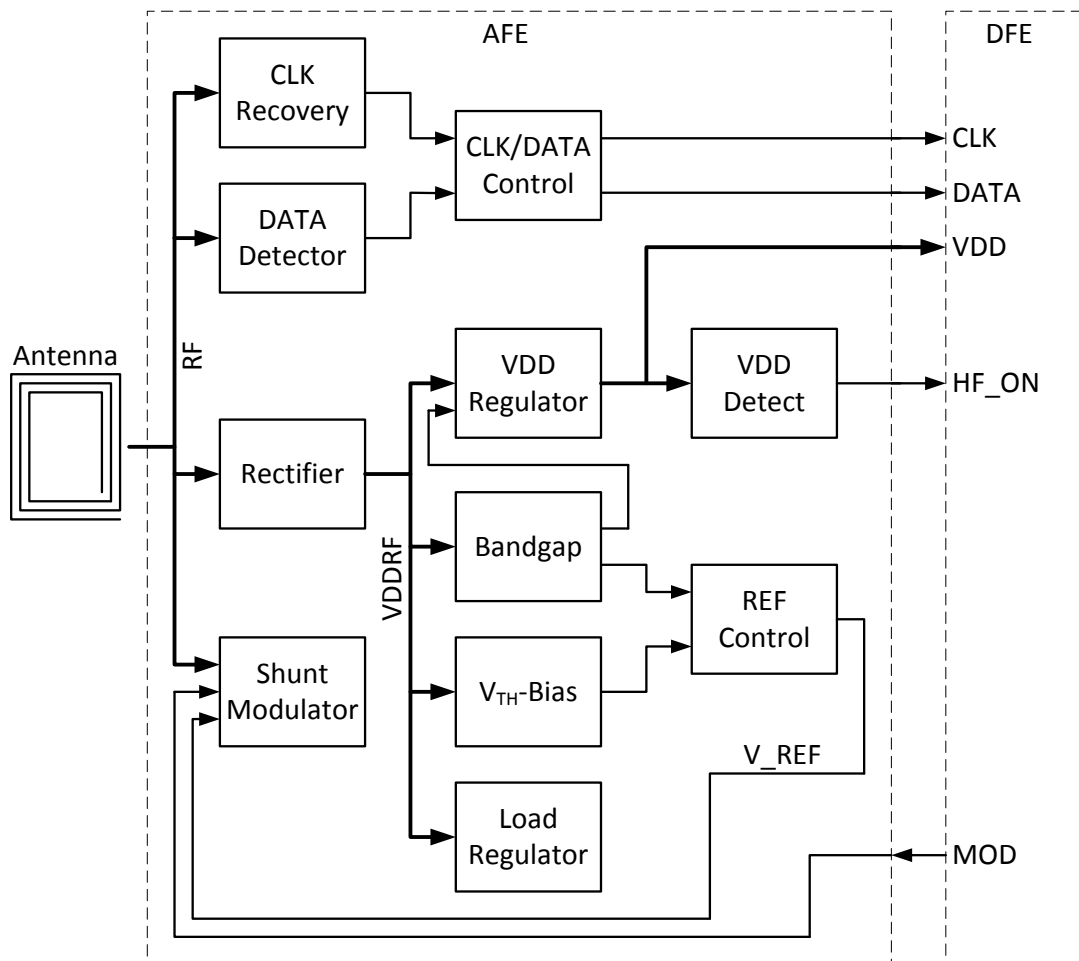 AFE
DFE
CLK
Recovery
CLK/DATA
Control
CLK
DATA
Detector
DATA
VDD
Antenna
RF
VDD
Regulator
VDD
Detect
HF_ON
Rectifier
VDDRF
Bandgap
REF
Control
Shunt
Modulator
V_TH-Bias
V_REF
Load
Regulator
MOD